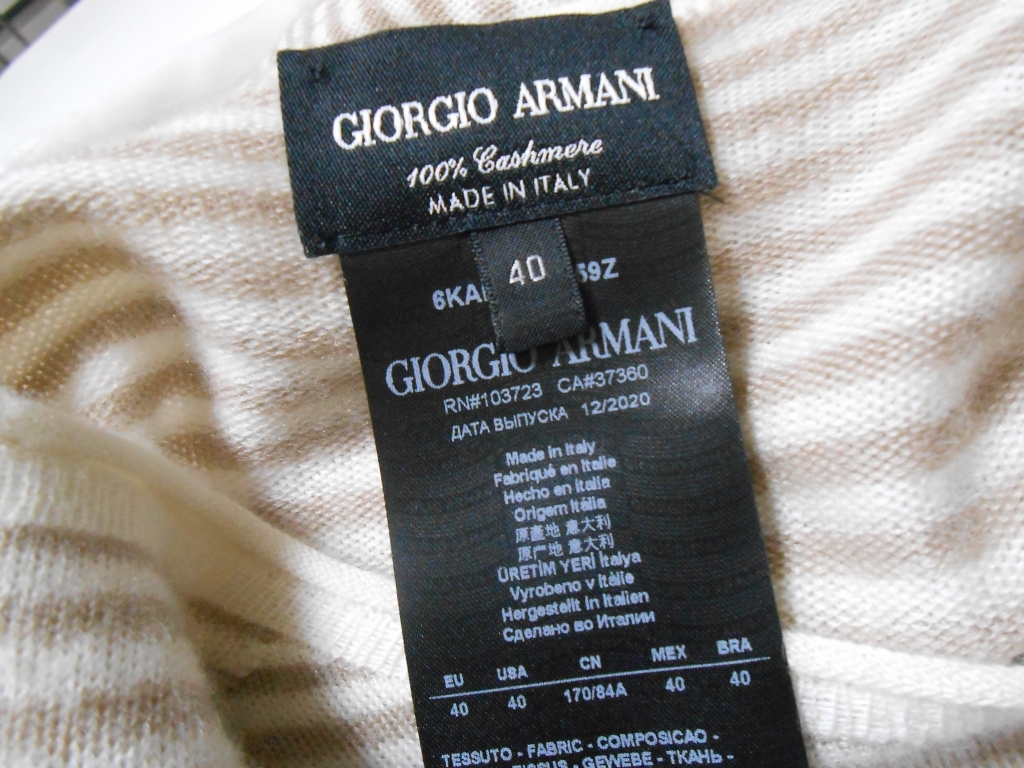 GIORGIO ARMANI
100% Cashmere
MADE IN ITALY
40
GIORGIO ARMANI
RN#103723 CA#37360
ДАТА ВЫПУСКА 12/2020
Made in Italy
Fabriqué en Italie
Hecho en italia
Origem Itália
原產地 意大利
原产地 意大利
ÜRETİM YERİ İtalya
Vyrobeno v Itálie
Hergestellt in Italien
Сделано во Италии
EU USA CN MEX BRA
40 40 170/84A 40 40
TESSUTO - FABRIC - COMPOSICAO -
GEWEBE - ТКАНЬ -